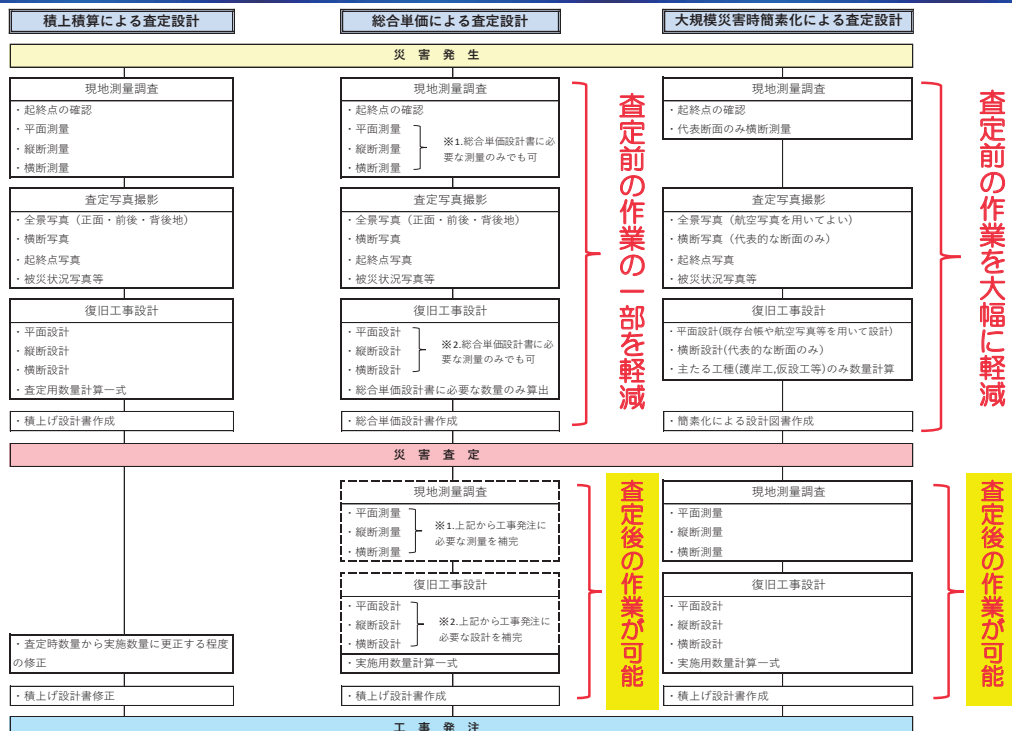 積上積算による査定設計
総合単価による査定設計
大規模災害時簡素化による査定設計
災 害 発 生
現地測量調査
・起終点の確認
・平面測量
・縦断測量
・横断測量
査定写真撮影
・全景写真（正面・前後・背後地）
・横断写真
・起終点写真
・被災状況写真等
復旧工事設計
・平面設計
・縦断設計
・横断設計
・査定用数量計算一式
・積上げ設計書作成
現地測量調査
・起終点の確認
・平面測量
・縦断測量
・横断測量
※1.総合単価設計書に必
要な測量のみでも可
査定写真撮影
・全景写真（正面・前後・背後地）
・横断写真
・起終点写真
・被災状況写真等
復旧工事設計
・平面設計
・縦断設計
・横断設計
※2.総合単価設計書に必
要な測量のみでも可
・総合単価設計書に必要な数量のみ算出
・総合単価設計書作成
査定前の作業の一部を軽減
現地測量調査
・起終点の確認
・代表断面のみ横断測量
査定写真撮影
・全景写真（航空写真を用いてよい）
・横断写真（代表的な断面のみ）
・起終点写真
・被災状況写真等
復旧工事設計
・平面設計(既存台帳や航空写真等を用いて設計)
・横断設計(代表的な断面のみ)
・主たる工種(護岸工,仮設工等)のみ数量計算
・簡素化による設計図書作成
査定前の作業を大幅に軽減
災 害 査 定
・査定時数量から実施数量に更正する程度
の修正
・積上げ設計書修正
現地測量調査
・平面測量
・縦断測量
・横断測量
※1.上記から工事発注に
必要な測量を補完
復旧工事設計
・平面設計
・縦断設計
・横断設計
※2.上記から工事発注に
必要な設計を補完
・実施用数量計算一式
・積上げ設計書作成
査定後の作業が可能
現地測量調査
・平面測量
・縦断測量
・横断測量
復旧工事設計
・平面設計
・縦断設計
・横断設計
・実施用数量計算一式
・積上げ設計書作成
査定後の作業が可能
工 事 発 注